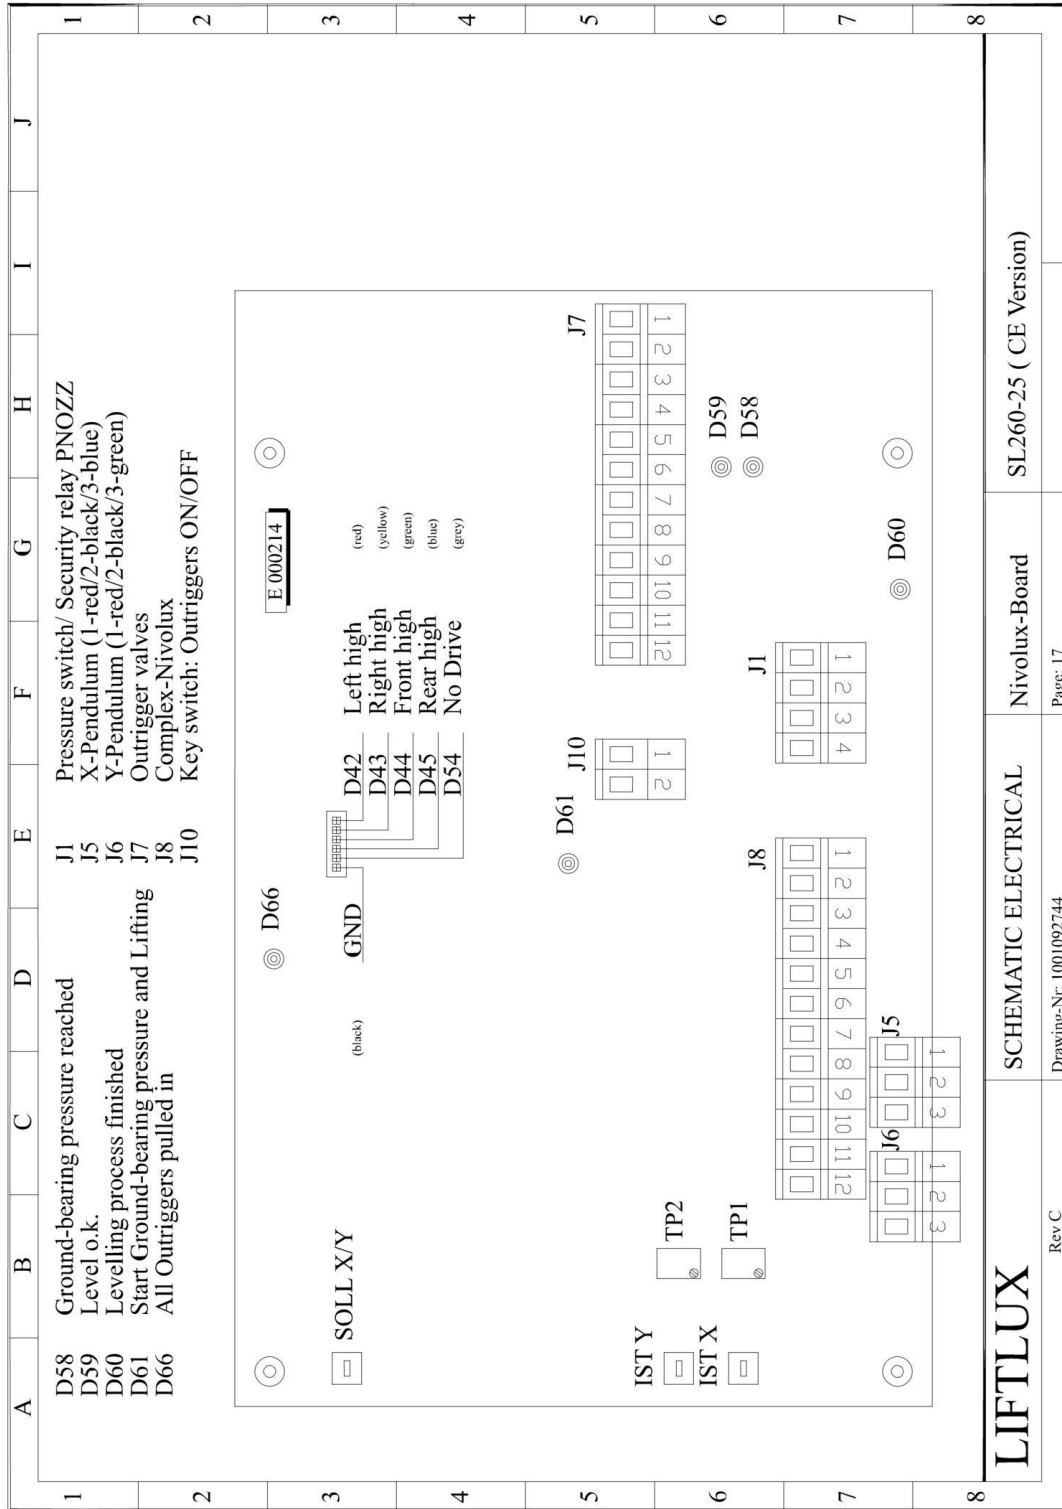 A B C D E F G H I J
1 1
2 2
3 3
4 4
5 5
6 6
7 7
8 8
D58 Ground-bearing pressure reached
D59 Level o.k.
D60 Levelling process finished
D61 Start Ground-bearing pressure and Lifting
D66 All Outriggers pulled in
J1 Pressure switch/ Security relay PNOZZ
J5 X-Pendulum (1-red/2-black/3-blue)
J6 Y-Pendulum (1-red/2-black/3-green)
J7 Outrigger valves
J8 Complex-Nivolux
J10 Key switch: Outriggers ON/OFF
D66
E 000214
SOLL X/Y
(black)
GND
D42 Left high (red)
D43 Right high (yellow)
D44 Front high (green)
D45 Rear high (blue)
D54 No Drive (grey)
D61
J10
2 1
J7
12 11 10 9 8 7 6 5 4 3 2 1
IST Y
TP2
IST X
TP1
D59
D58
J8
12 11 10 9 8 7 6 5 4 3 2 1
J1
4 3 2 1
D60
J6
3 2 1
J5
3 2 1
LIFTLUX
SCHEMATIC ELECTRICAL
Nivolux-Board
SL260-25 ( CE Version)
Rev C
Drawing-Nr: 1001092744
Page: 17